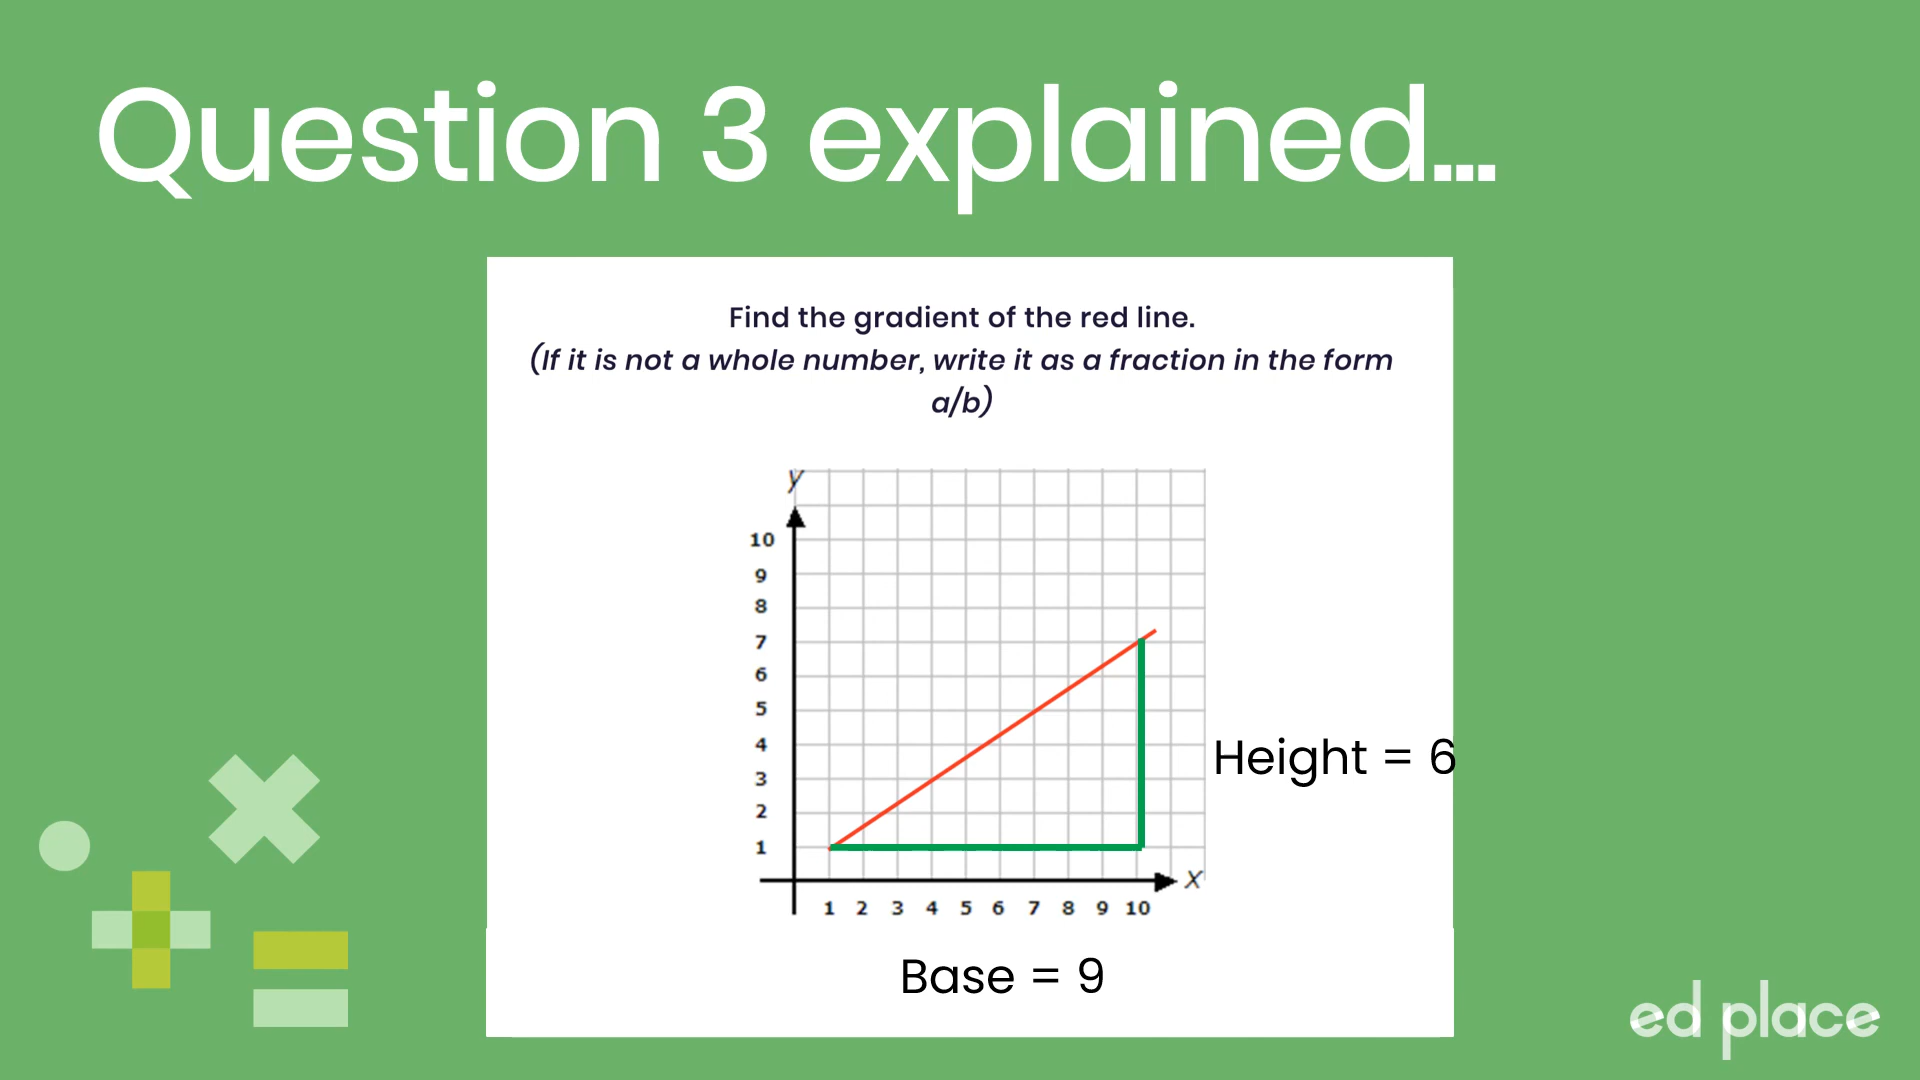 Question 3 explained...
Find the gradient of the red line.
(If it is not a whole number, write it as a fraction in the form
a/b)
y
10
9
8
7
6
5
4
3
2
1
Height = 6
x
1 2 3 4 5 6 7 8 9 10
Base = 9
ed place